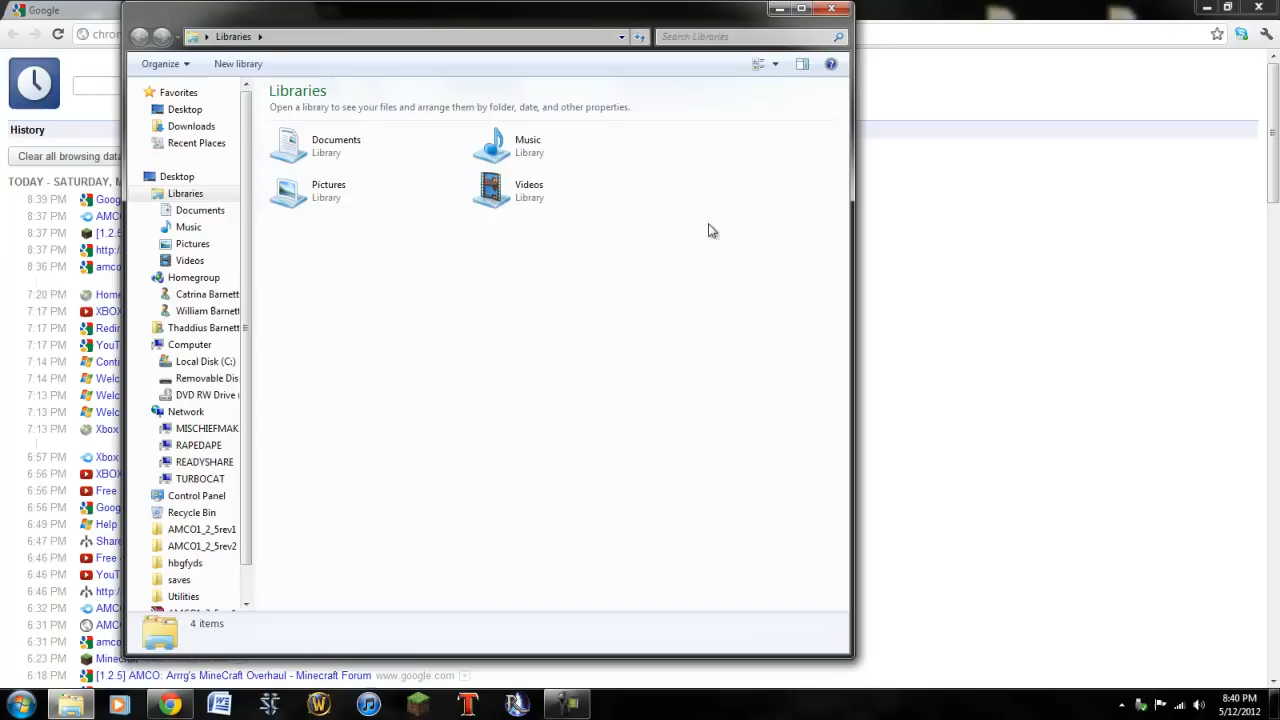 Google
chron
Libraries
Search Libraries
Organize
New library
Favorites
Desktop
Downloads
Recent Places
Desktop
Libraries
Documents
Music
Pictures
Videos
Homegroup
Catrina Barnett
William Barnett
Thaddius Barnett
Computer
Local Disk (C:)
Removable Dis
DVD RW Drive (
Network
MISCHIEFMAK
RAPEDAPE
READYSHARE
TURBOCAT
Control Panel
Recycle Bin
AMCO1_2_5rev1
AMCO1_2_5rev2
hbgfyds
saves
Utilities
Libraries
Open a library to see your files and arrange them by folder, date, and other properties.
Documents
Library
Music
Library
Pictures
Library
Videos
Library
4 items
History
Clear all browsing data
TODAY - SATURDAY, M
8:39 PM Goog
8:37 PM AMC
8:37 PM [1.2.5
8:37 PM http:/
8:36 PM amco
7:20 PM Home
7:17 PM XBOX
7:17 PM Redir
7:17 PM YouT
7:14 PM Conti
7:14 PM Welc
7:13 PM Welc
7:13 PM Welc
7:13 PM Xbox
6:57 PM Xbox
6:56 PM XBOX
6:56 PM Free
6:56 PM Goog
6:49 PM Help
6:46 PM Share
6:46 PM Free
6:46 PM YouT
6:46 PM http:/
6:32 PM AMC
6:31 PM AMC
6:31 PM amco
6:23 PM Minec
6:18 PM [1.2.5] AMCO: Arrrg's MineCraft Overhaul - Minecraft Forum www.google.com
8:40 PM
5/12/2012